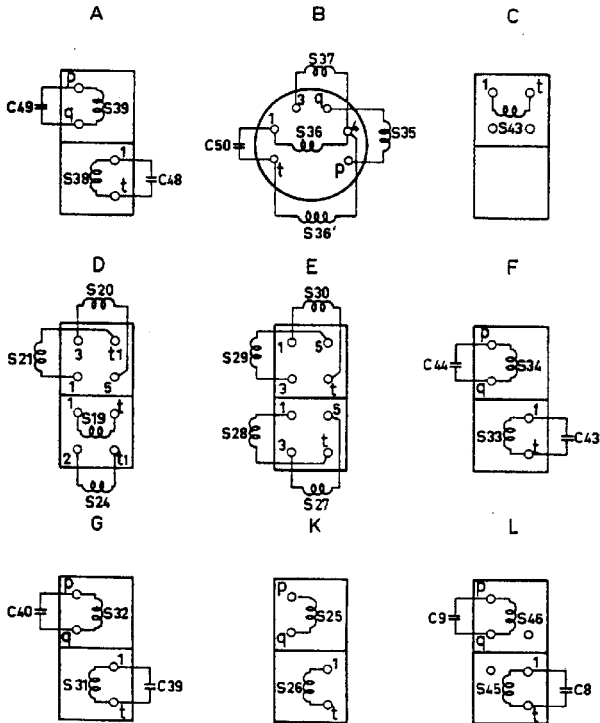 A B C
S37
p 3 q 1 t
C49 S39 1 S36 4 S35 S43
q C50
1 t p
S38 C48
t S36'
D E F
S20 S30
p
S21 3 t1 S29 1 5 C44 S34
1 5 3 t q
1 S19 t S28 1 5 1
S33 C43
2 t1 3 t t
S24 S27
G K L
p p p
C40 S32 S25 C9 S46
q q q
1 1 S45 1
S31 C39 S26 C8
t t t